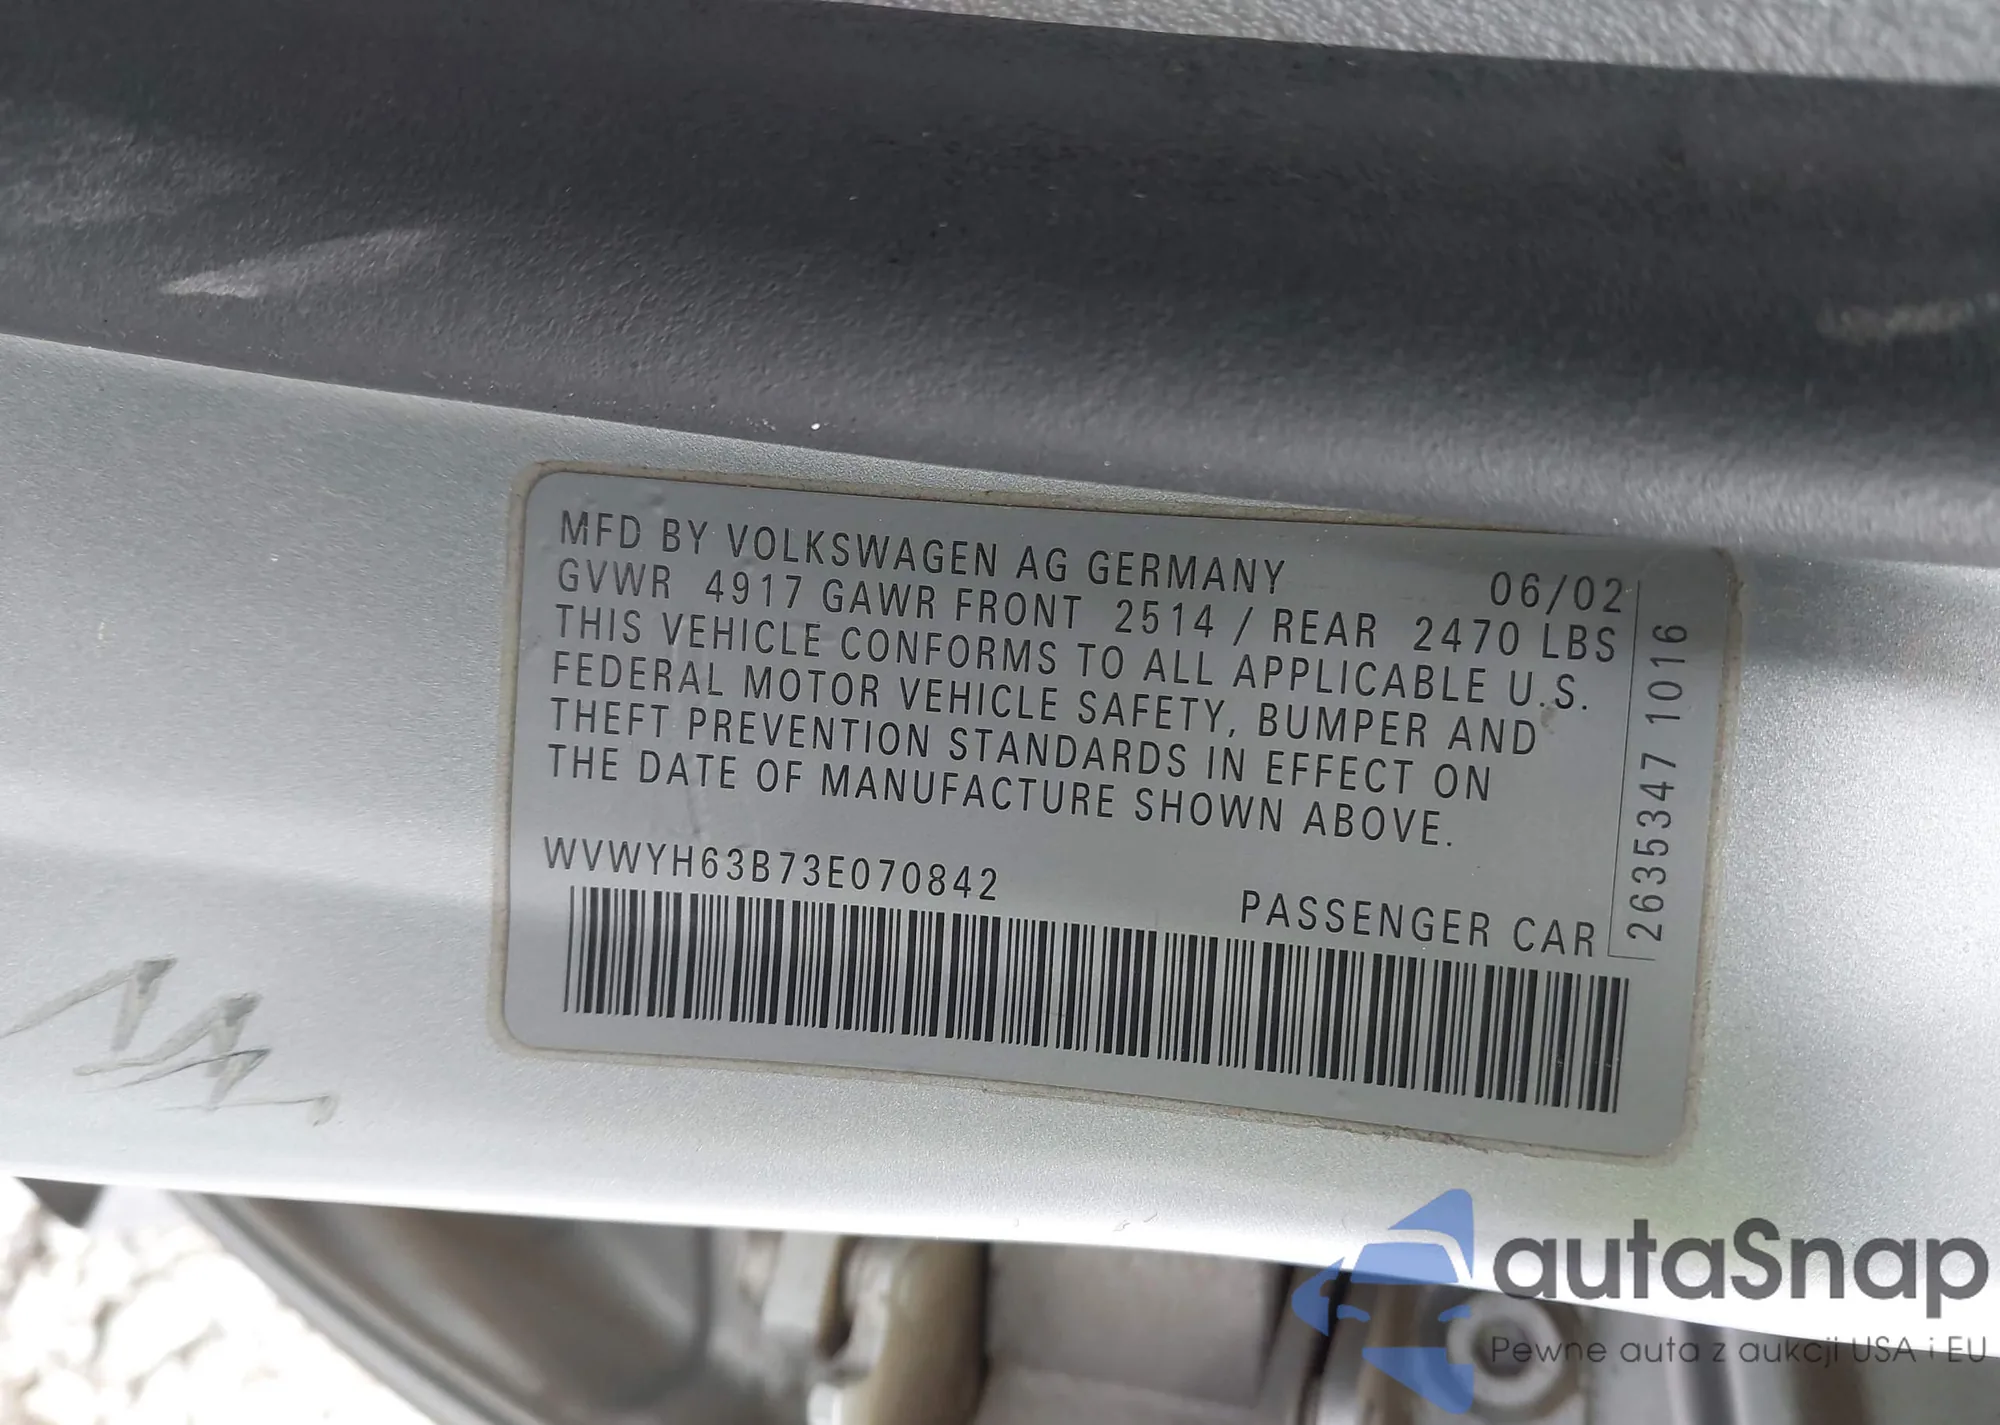 MFD BY VOLKSWAGEN AG GERMANY 06/02
GVWR 4917 GAWR FRONT 2514 / REAR 2470 LBS
THIS VEHICLE CONFORMS TO ALL APPLICABLE U.S.
FEDERAL MOTOR VEHICLE SAFETY, BUMPER AND
THEFT PREVENTION STANDARDS IN EFFECT ON
THE DATE OF MANUFACTURE SHOWN ABOVE.
WVWYH63B73E070842
PASSENGER CAR
2635347 1016
autaSnap
Pewne auta z aukcji USA i EU